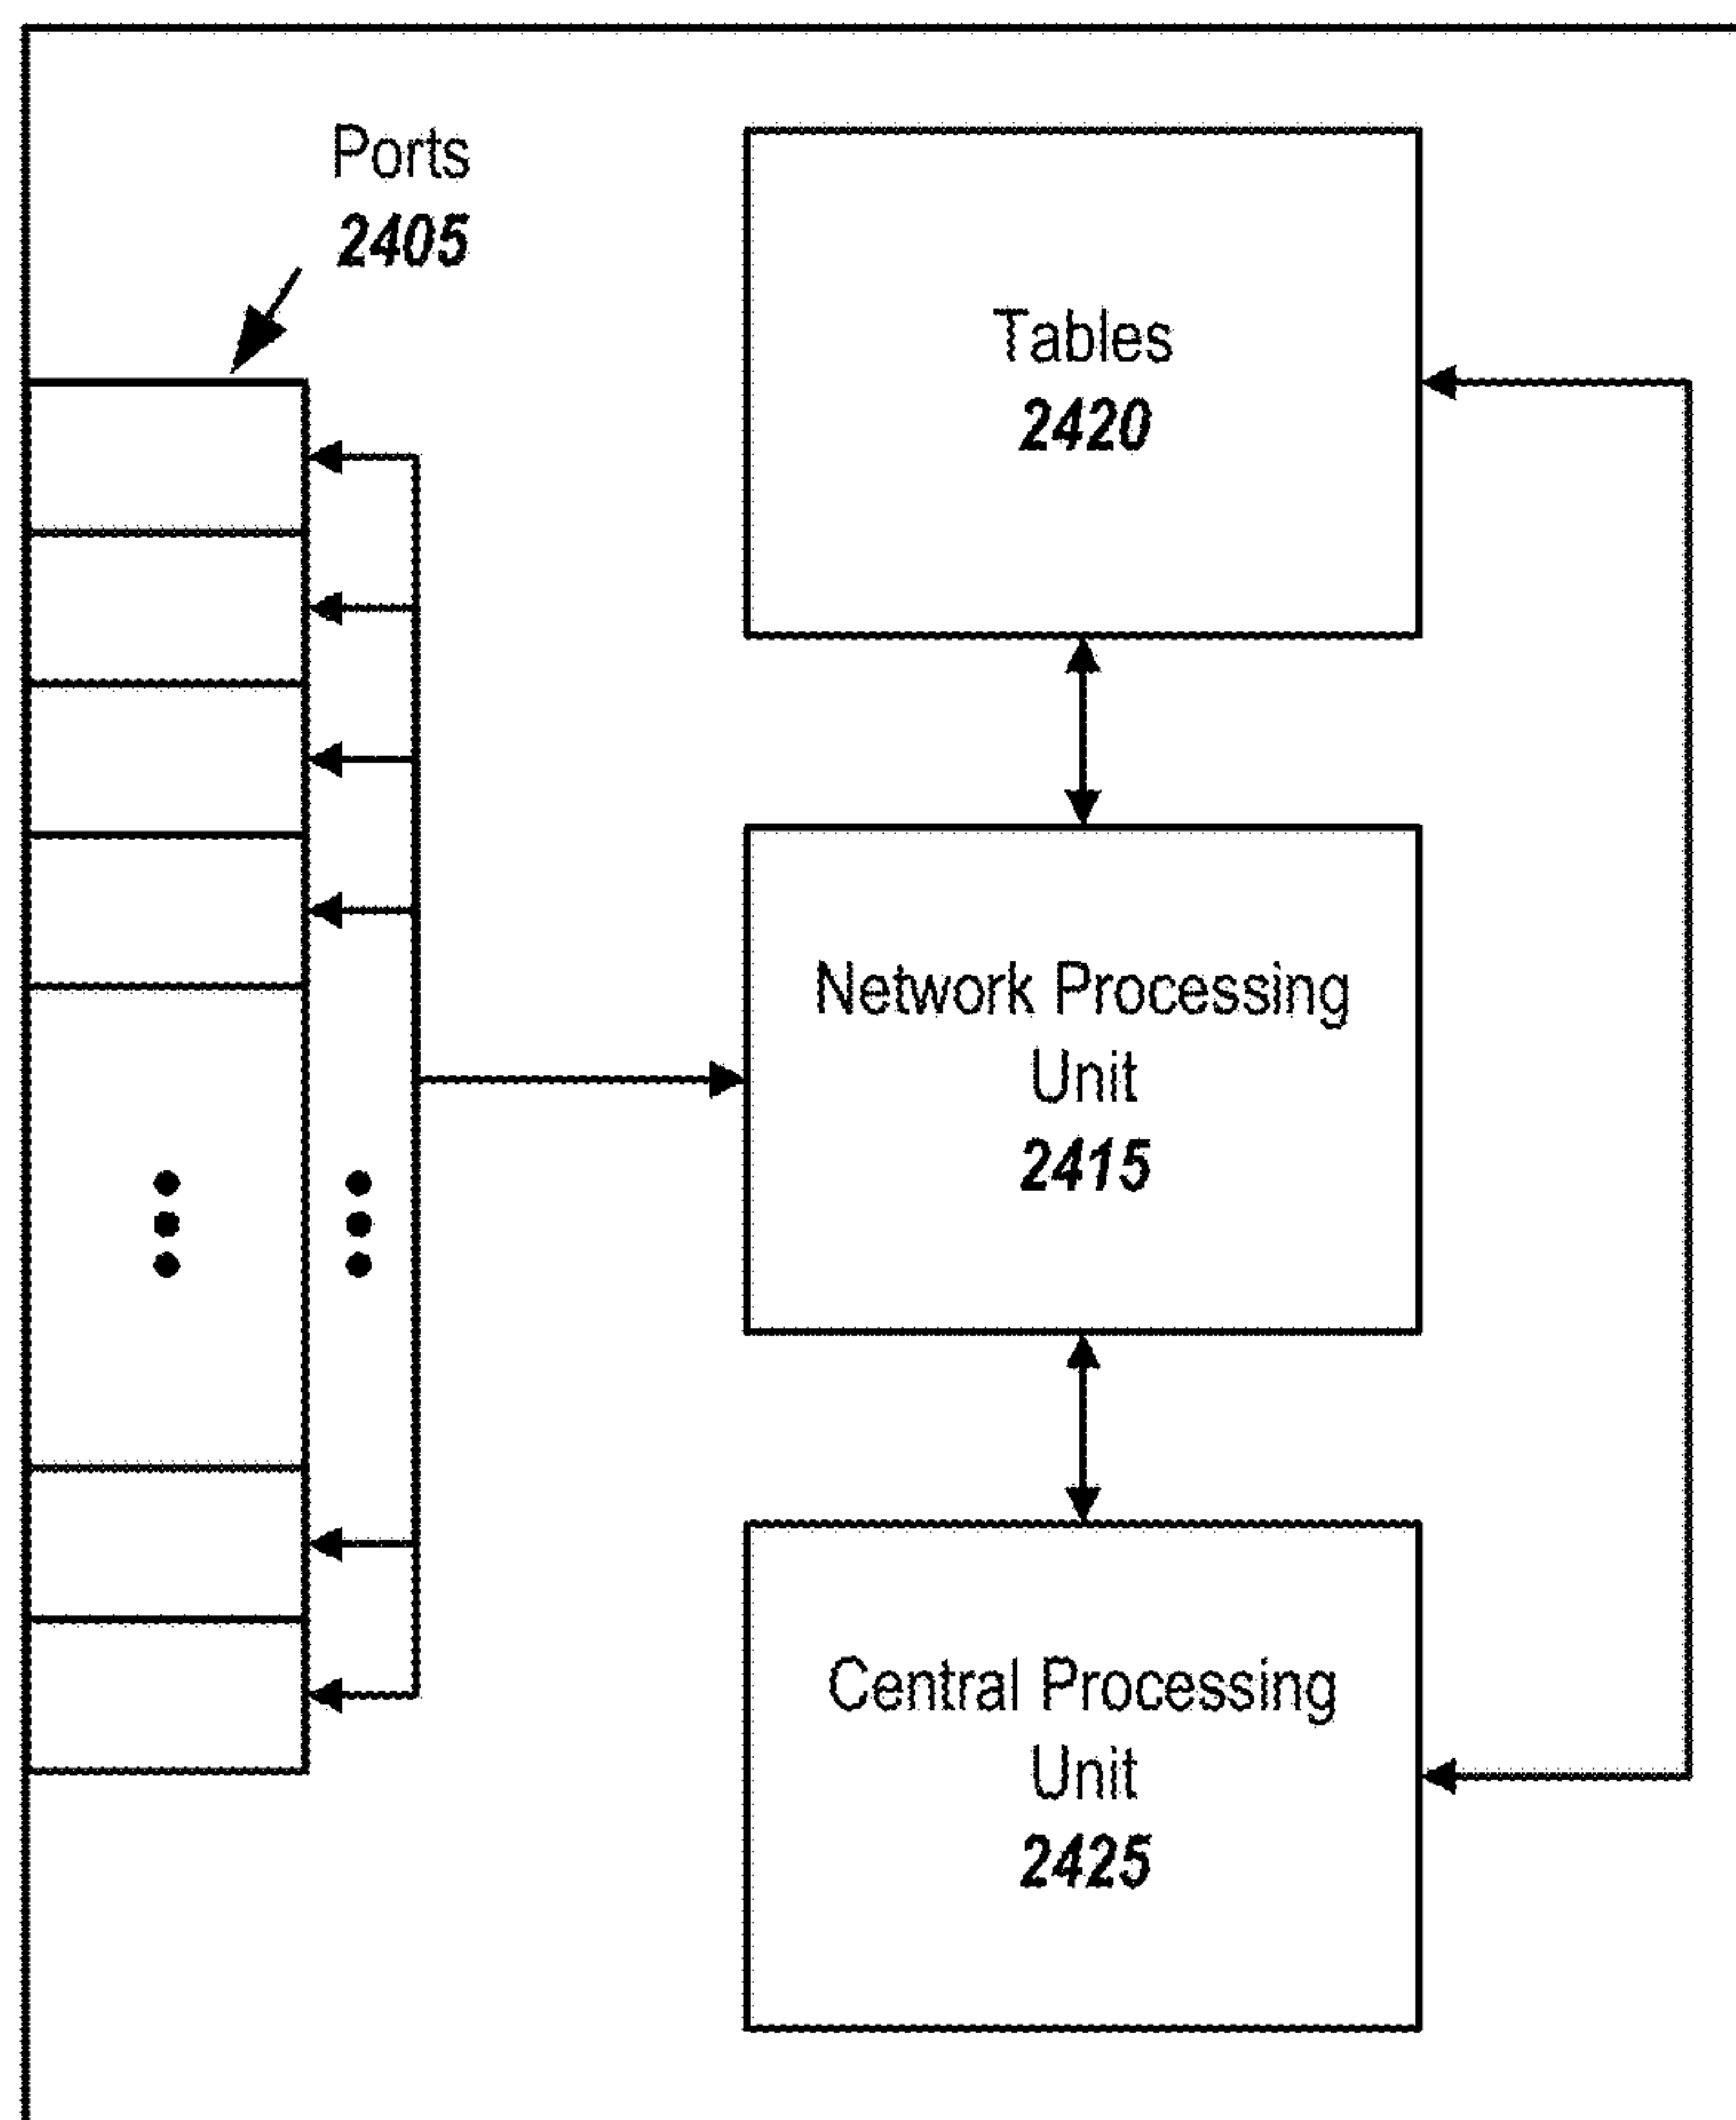 Ports
2405
Tables
2420
Network Processing
Unit
2415
Central Processing
Unit
2425